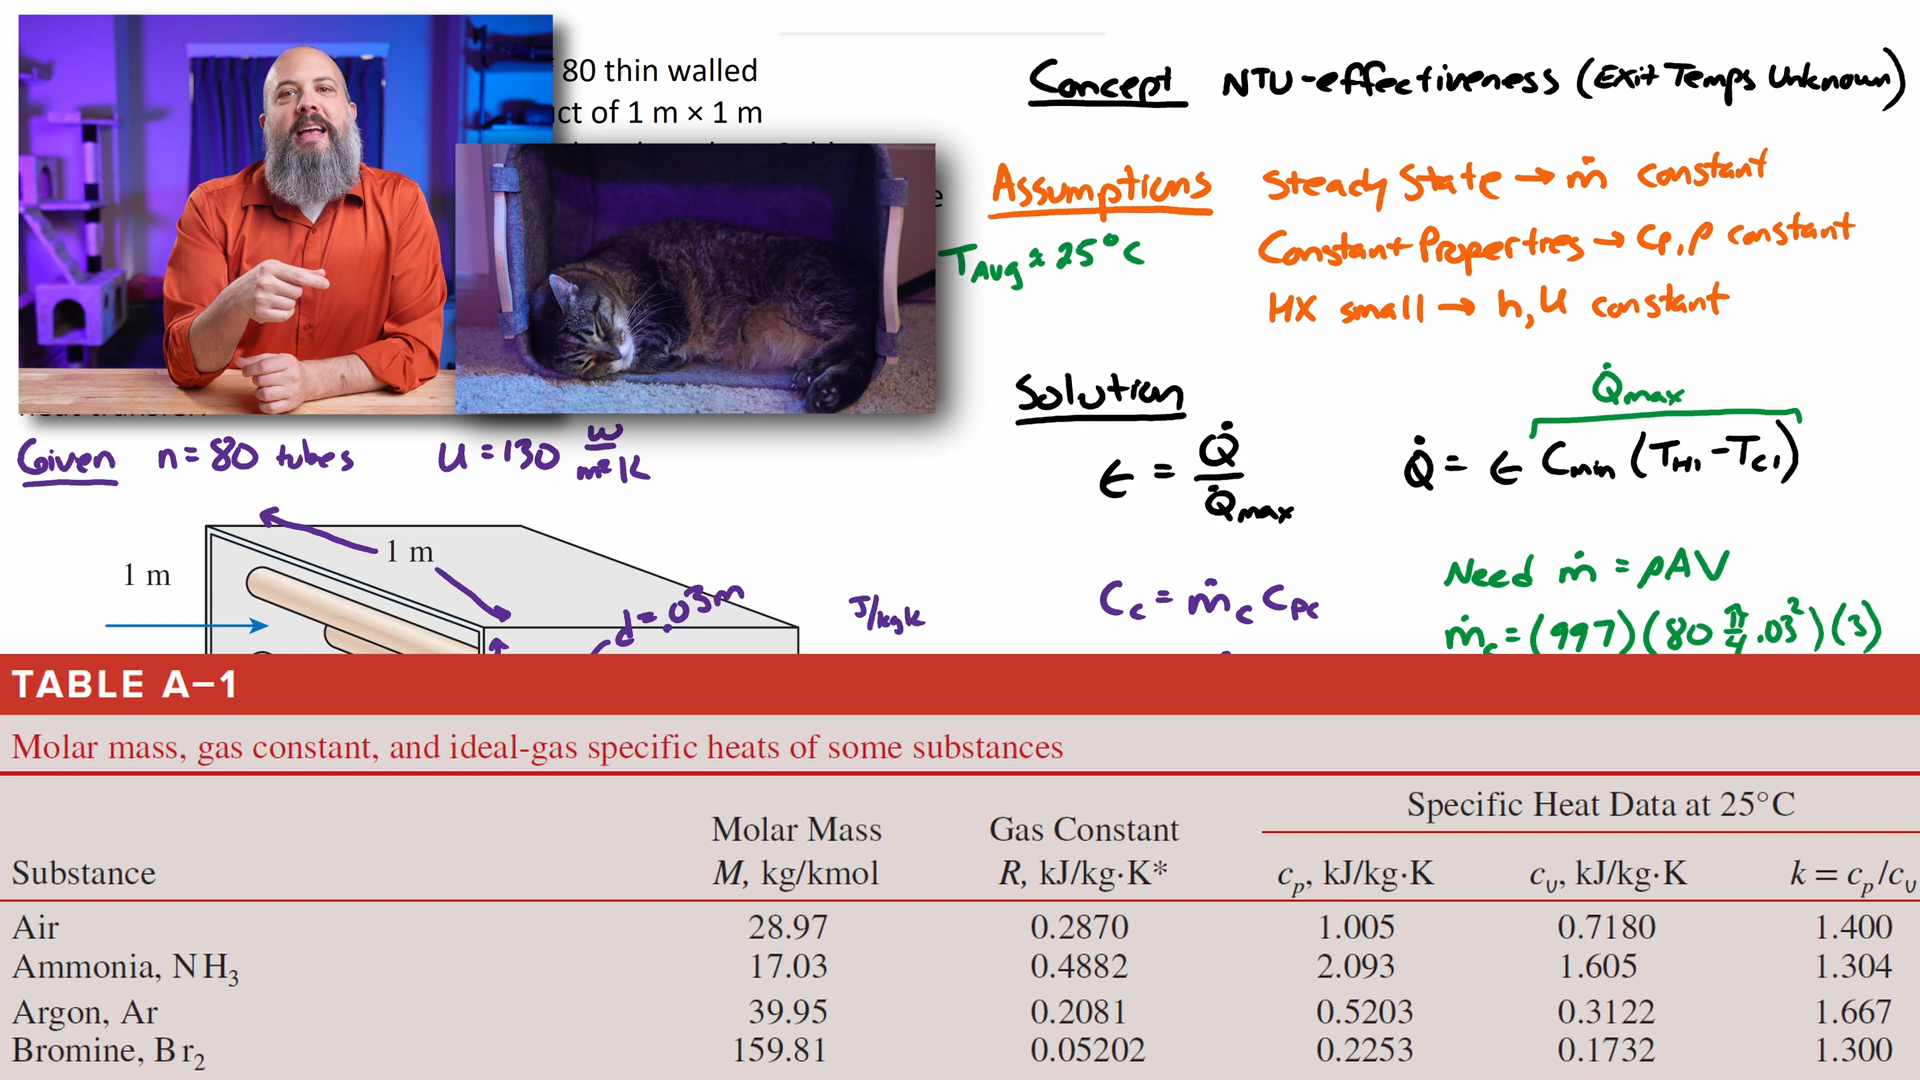 80 thin walled
ct of 1 m × 1 m
e
Concept NTU-effectiveness (Exit Temps Unknown)
Assumptions Steady State → ṁ constant
TAvg ≈ 25°C
Constant Properties → Cp, ρ constant
HX small → h, U constant
Solution
Q̇max
ϵ = Q̇/Q̇max
Q̇ = ϵ Cmin (TH1 - TC1)
Given n = 80 tubes U = 130 W/m²K
1 m
1 m
d = .03m
J/kgK
Cc = ṁc Cpc
Need ṁ = ρAV
ṁc = (997)(80 π/4 .03²)(3)
TABLE A–1
Molar mass, gas constant, and ideal-gas specific heats of some substances
Specific Heat Data at 25°C
Molar Mass Gas Constant
Substance M, kg/kmol R, kJ/kg·K* cp, kJ/kg·K cυ, kJ/kg·K k = cp/cυ
Air 28.97 0.2870 1.005 0.7180 1.400
Ammonia, NH₃ 17.03 0.4882 2.093 1.605 1.304
Argon, Ar 39.95 0.2081 0.5203 0.3122 1.667
Bromine, Br₂ 159.81 0.05202 0.2253 0.1732 1.300